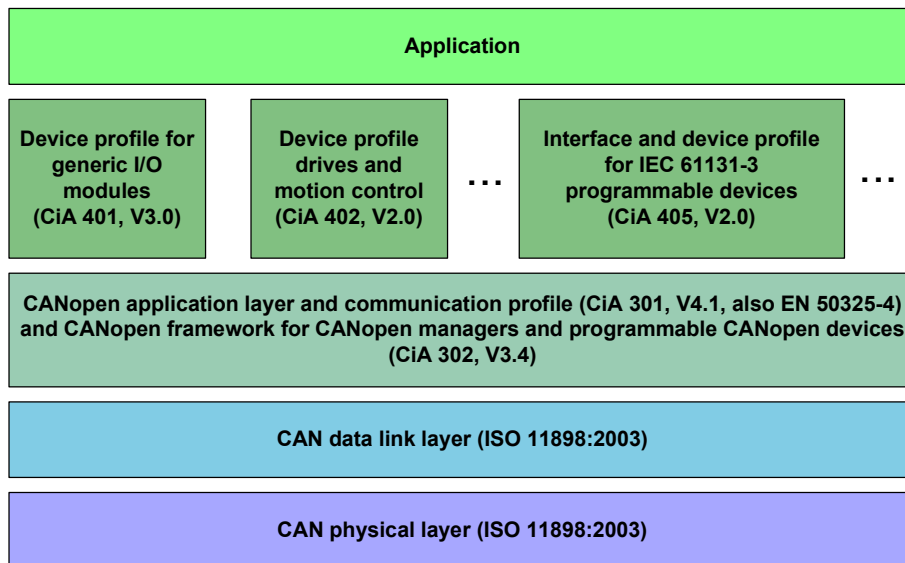 Application
Device profile for
generic I/O
modules
(CiA 401, V3.0)
Device profile
drives and
motion control
(CiA 402, V2.0)
...
Interface and device profile
for IEC 61131-3
programmable devices
(CiA 405, V2.0)
...
CANopen application layer and communication profile (CiA 301, V4.1, also EN 50325-4)
and CANopen framework for CANopen managers and programmable CANopen devices
(CiA 302, V3.4)
CAN data link layer (ISO 11898:2003)
CAN physical layer (ISO 11898:2003)